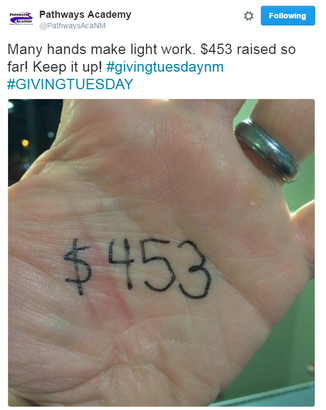 Pathways Academy
@PathwaysAcaNM
Following
Many hands make light work. $453 raised so
far! Keep it up! #givingtuesdaynm
#GIVINGTUESDAY
$453